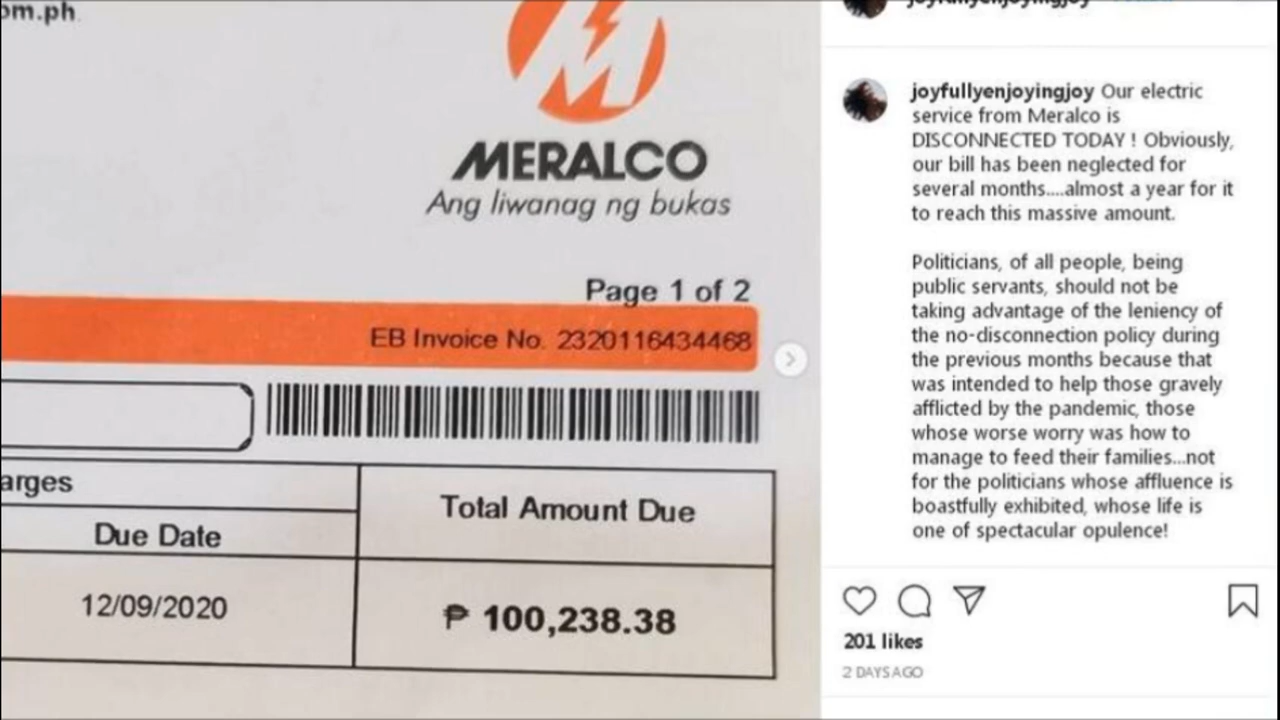 om.ph
MERALCO
Ang liwanag ng bukas
Page 1 of 2
EB Invoice No. 2320116434468
arges
Total Amount Due
Due Date
12/09/2020
₱ 100,238.38
joyfullyenjoyingjoy
joyfullyenjoyingjoy Our electric
service from Meralco is
DISCONNECTED TODAY ! Obviously,
our bill has been neglected for
several months....almost a year for it
to reach this massive amount.
Politicians, of all people, being
public servants, should not be
taking advantage of the leniency of
the no-disconnection policy during
the previous months because that
was intended to help those gravely
afflicted by the pandemic, those
whose worse worry was how to
manage to feed their families...not
for the politicians whose affluence is
boastfully exhibited, whose life is
one of spectacular opulence!
201 likes
2 DAYS AGO